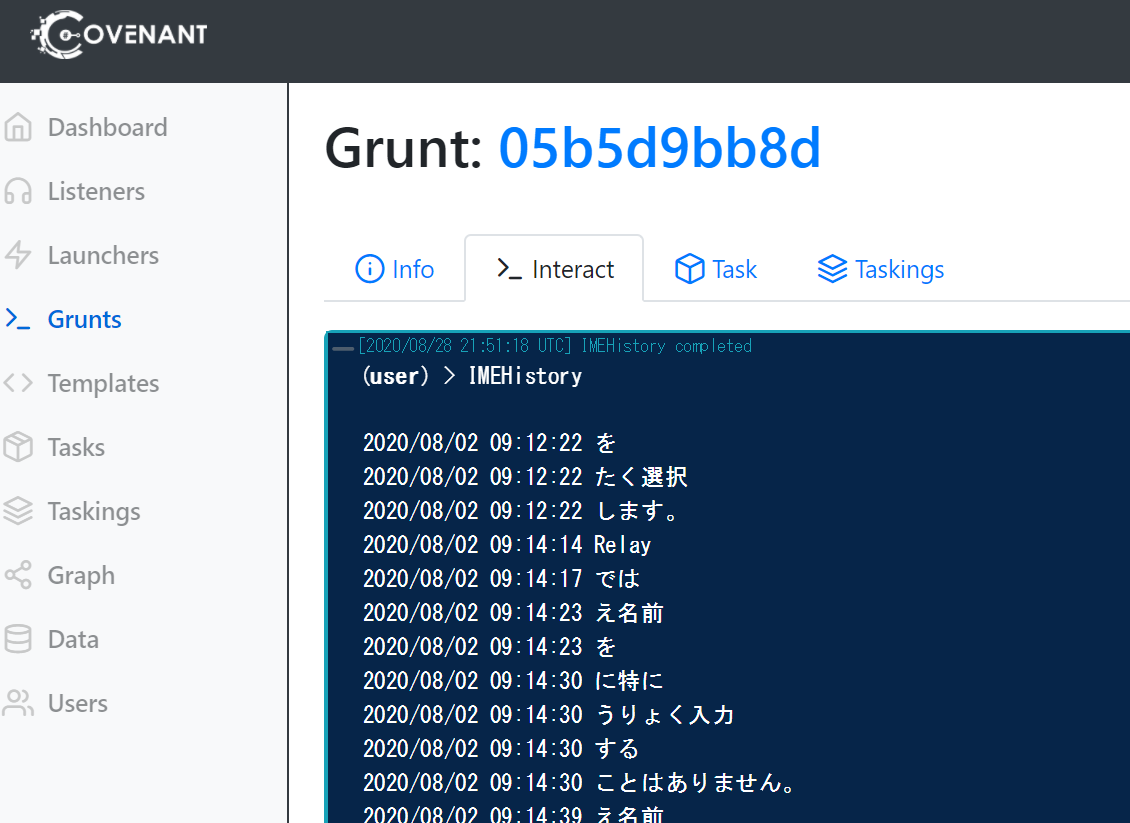 COVENANT
Dashboard
Listeners
Launchers
Grunts
Templates
Tasks
Taskings
Graph
Data
Users
Grunt: 05b5d9bb8d
Info
Interact
Task
Taskings
[2020/08/28 21:51:18 UTC] IMEHistory completed
(user) > IMEHistory
2020/08/02 09:12:22 を
2020/08/02 09:12:22 たく選択
2020/08/02 09:12:22 します。
2020/08/02 09:14:14 Relay
2020/08/02 09:14:17 では
2020/08/02 09:14:23 え名前
2020/08/02 09:14:23 を
2020/08/02 09:14:30 に特に
2020/08/02 09:14:30 うりょく入力
2020/08/02 09:14:30 する
2020/08/02 09:14:30 ことはありません。
2020/08/02 09:14:39 え名前